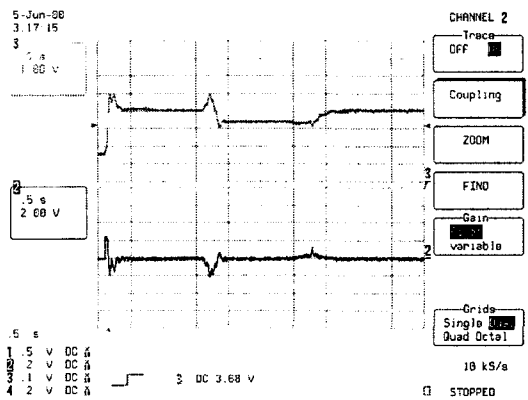 5-Jun-00
3.17 15
3
.5 s
1 00 V
2
.5 s
2 00 V
.5 s
1 .5 V DC
2 2 V DC
3 .1 V DC
4 2 V DC
3 DC 3.68 V
CHANNEL 2
Trace
OFF
Coupling
ZOOM
3
FIND
Gain
variable
2
Grids
Single
Quad Octal
10 kS/s
STOPPED